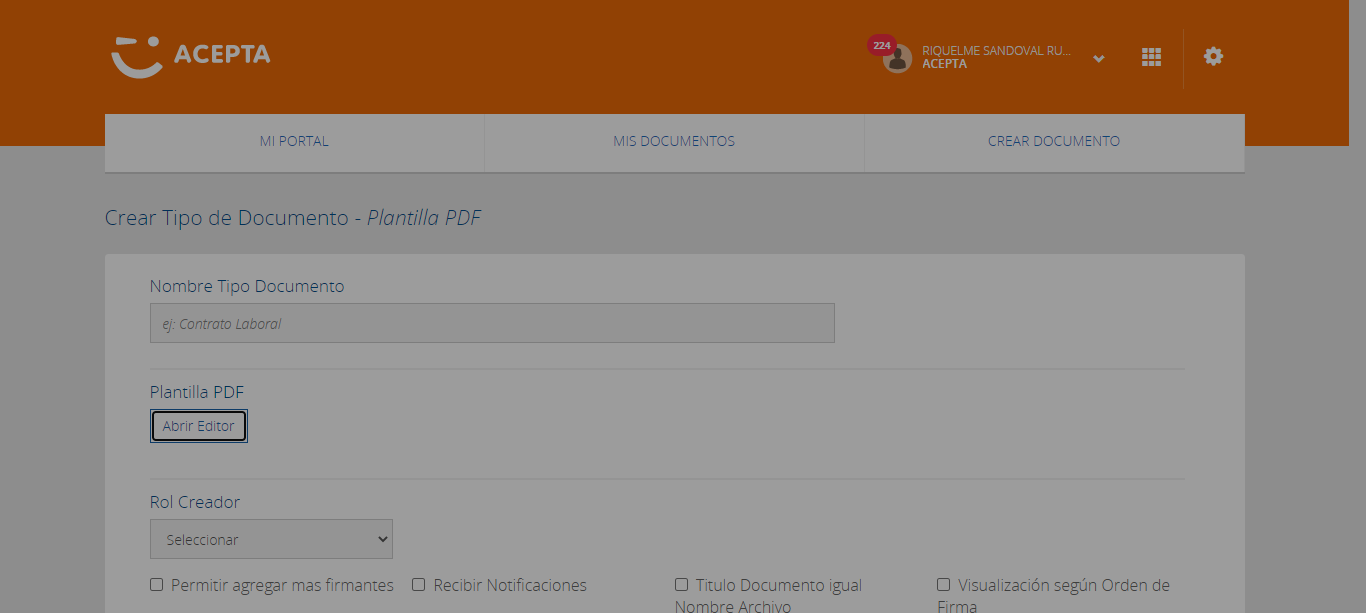 ACEPTA
224
RIQUELME SANDOVAL RU...
ACEPTA
MI PORTAL
MIS DOCUMENTOS
CREAR DOCUMENTO
Crear Tipo de Documento - Plantilla PDF
Nombre Tipo Documento
ej: Contrato Laboral
Plantilla PDF
Abrir Editor
Rol Creador
Seleccionar
Permitir agregar mas firmantes
Recibir Notificaciones
Titulo Documento igual
Nombre Archivo
Visualización según Orden de
Firma